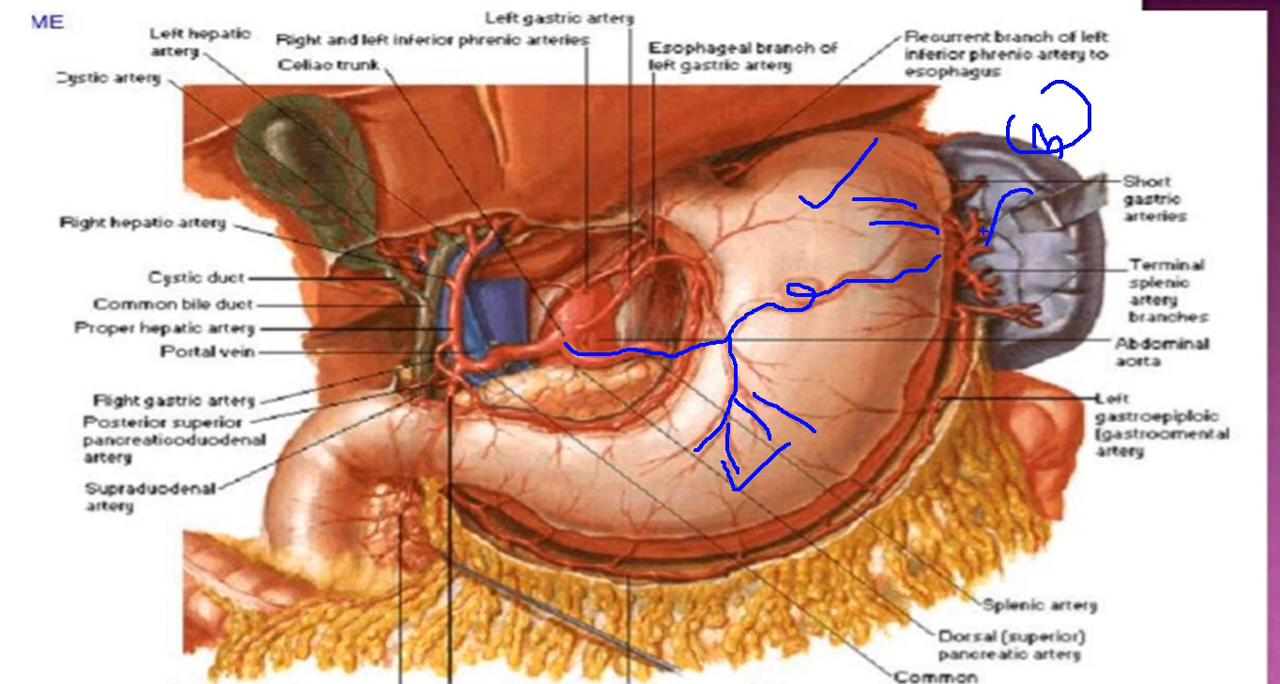 ME
Left gastric artery
Left hepatic
artery
Right and left inferior phrenic arteries
Celiac trunk
Cystic artery
Esophageal branch of
left gastric artery
Recurrent branch of left
inferior phrenic artery to
esophagus
Short
gastric
arteries
Right hepatic artery
Cystic duct
Common bile duct
Proper hepatic artery
Portal vein
Right gastric artery
Posterior superior
pancreaticoduodenal
artery
Supraduodenal
artery
Terminal
splenic
artery
branches
Abdominal
aorta
Left
gastroepiploic
(gastroomental
artery
Splenic artery
Dorsal (superior)
pancreatic artery
Common